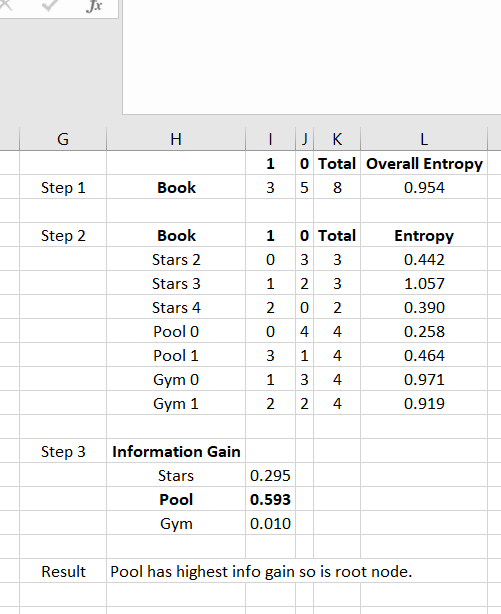 fx
G H I J K L
1 0 Total Overall Entropy
Step 1 Book 3 5 8 0.954
Step 2 Book 1 0 Total Entropy
Stars 2 0 3 3 0.442
Stars 3 1 2 3 1.057
Stars 4 2 0 2 0.390
Pool 0 0 4 4 0.258
Pool 1 3 1 4 0.464
Gym 0 1 3 4 0.971
Gym 1 2 2 4 0.919
Step 3 Information Gain
Stars 0.295
Pool 0.593
Gym 0.010
Result Pool has highest info gain so is root node.